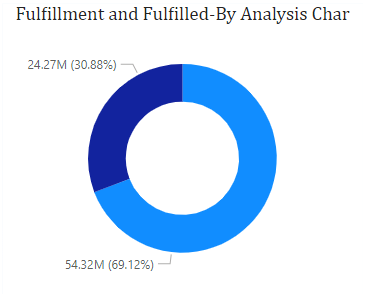 Fulfillment and Fulfilled-By Analysis Char
24.27M (30.88%)
54.32M (69.12%)